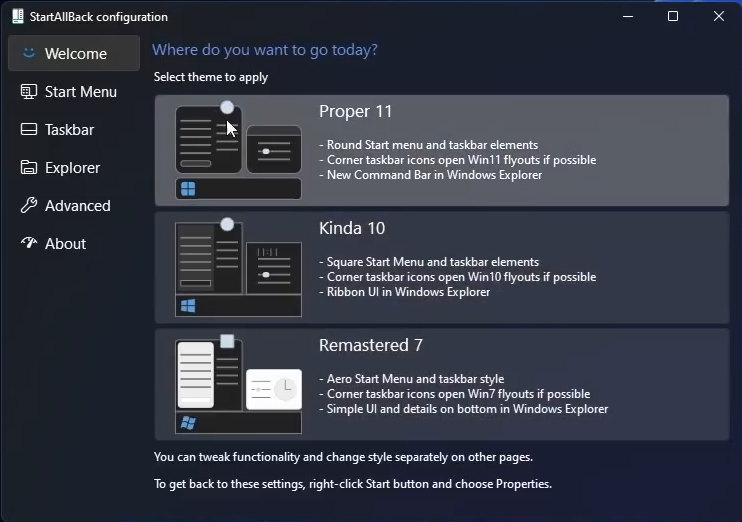 StartAllBack configuration
Welcome
Start Menu
Taskbar
Explorer
Advanced
About
Where do you want to go today?
Select theme to apply
Proper 11
- Round Start menu and taskbar elements
- Corner taskbar icons open Win11 flyouts if possible
- New Command Bar in Windows Explorer
Kinda 10
- Square Start Menu and taskbar elements
- Corner taskbar icons open Win10 flyouts if possible
- Ribbon UI in Windows Explorer
Remastered 7
- Aero Start Menu and taskbar style
- Corner taskbar icons open Win7 flyouts if possible
- Simple UI and details on bottom in Windows Explorer
You can tweak functionality and change style separately on other pages.
To get back to these settings, right-click Start button and choose Properties.